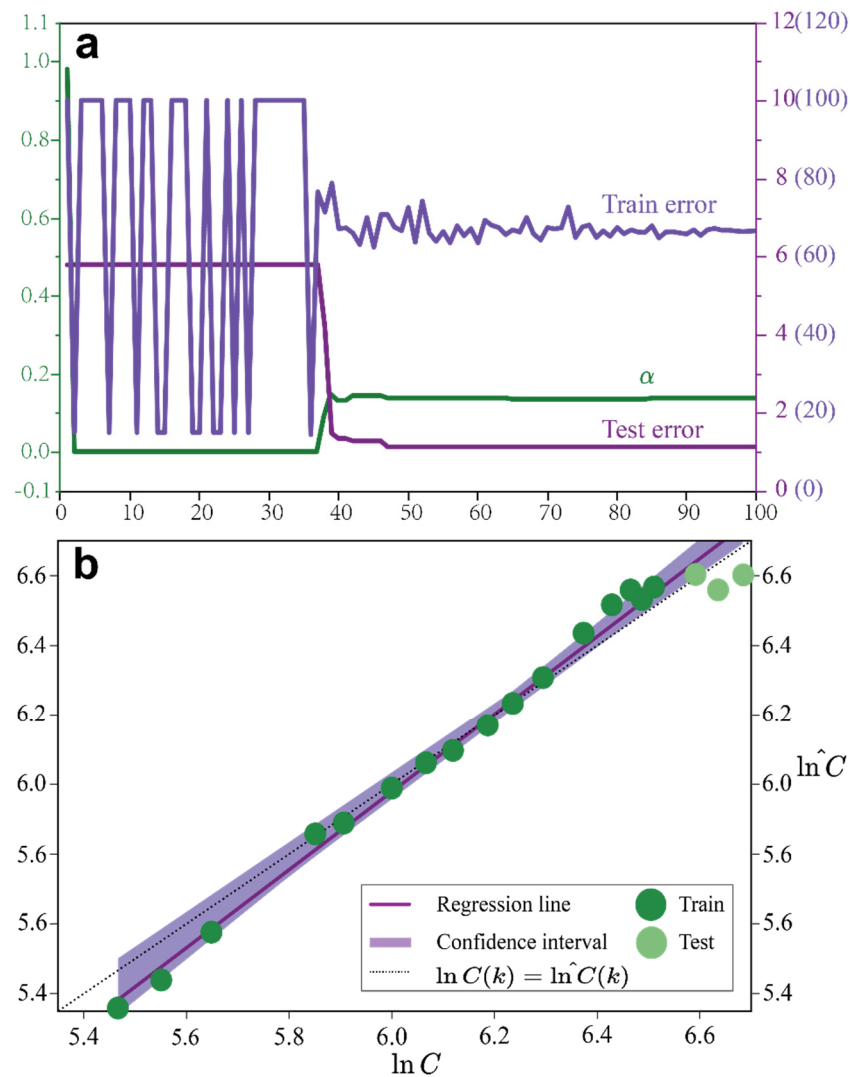 a
1.1
1.0
0.8
0.6
0.4
0.2
0.0
-0.1
12 (120)
10 (100)
8 (80)
6 (60)
4 (40)
2 (20)
0 (0)
Train error
α
Test error
0 10 20 30 40 50 60 70 80 90 100
b
6.6
6.4
6.2
6.0
5.6
5.6
5.4
6.6
6.4
6.2
6.0
5.6
5.6
5.4
ln^C
Regression line
Train
Confidence interval
Test
ln C(k) = ln^C(k)
5.4 5.6 5.8 6.0 6.2 6.4 6.6
ln C